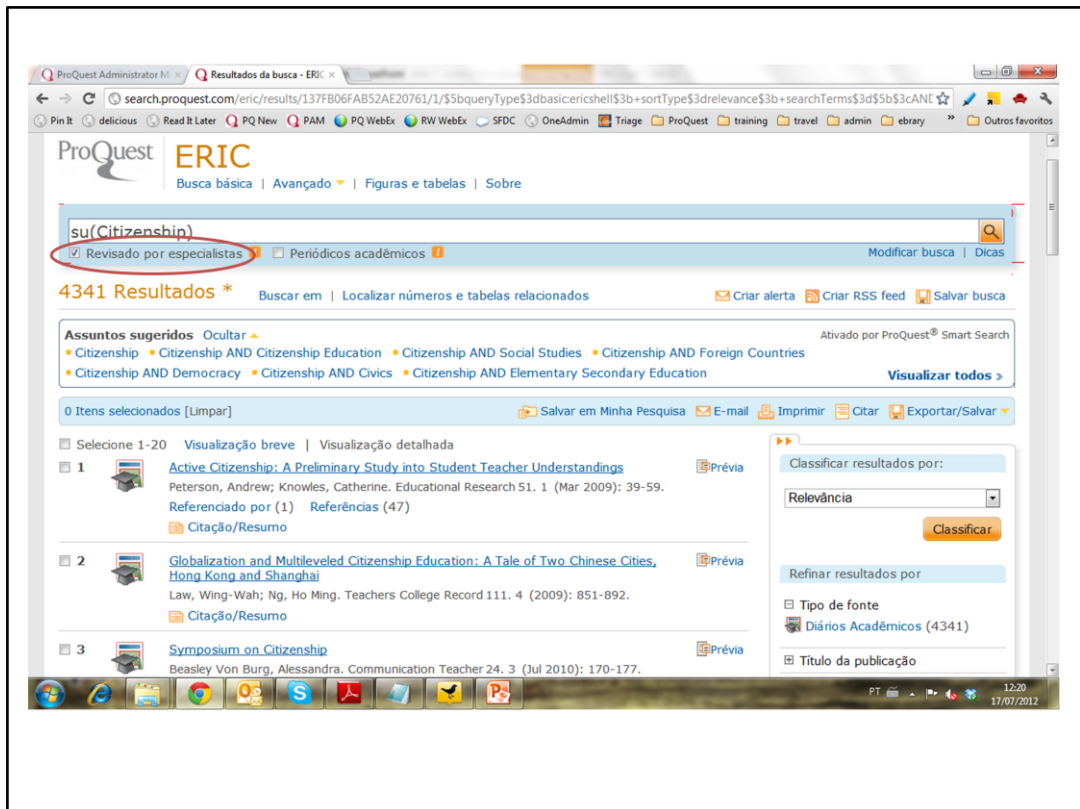 ProQuest Administrator M
Resultados da busca - ERIC
search.proquest.com/eric/results/137FB06FAB52AE20761/1/$5bqueryType$3dbasic:ericshell$3b+sortType$3drelevance$3b+searchTerms$3d$5b$3cAND
Pin It delicious Read It Later PQ New PAM PQ WebEx RW WebEx SFDC OneAdmin Triage ProQuest training travel admin ebrary » Outros favoritos
ProQuest
ERIC
Busca básica | Avançado | Figuras e tabelas | Sobre
su(Citizenship)
Revisado por especialistas Periódicos acadêmicos Modificar busca | Dicas
4341 Resultados * Buscar em | Localizar números e tabelas relacionados Criar alerta Criar RSS feed Salvar busca
Assuntos sugeridos Ocultar Ativado por ProQuest® Smart Search
Citizenship Citizenship AND Citizenship Education Citizenship AND Social Studies Citizenship AND Foreign Countries
Citizenship AND Democracy Citizenship AND Civics Citizenship AND Elementary Secondary Education Visualizar todos »
0 Itens selecionados [Limpar] Salvar em Minha Pesquisa E-mail Imprimir Citar Exportar/Salvar
Selecione 1-20 Visualização breve | Visualização detalhada
1 Active Citizenship: A Preliminary Study into Student Teacher Understandings Prévia
Peterson, Andrew; Knowles, Catherine. Educational Research 51. 1 (Mar 2009): 39-59.
Referenciado por (1) Referências (47)
Citação/Resumo
2 Globalization and Multileveled Citizenship Education: A Tale of Two Chinese Cities, Prévia
Hong Kong and Shanghai
Law, Wing-Wah; Ng, Ho Ming. Teachers College Record 111. 4 (2009): 851-892.
Citação/Resumo
3 Symposium on Citizenship Prévia
Beasley Von Burg, Alessandra. Communication Teacher 24. 3 (Jul 2010): 170-177.
Classificar resultados por:
Relevância
Classificar
Refinar resultados por
Tipo de fonte
Diários Acadêmicos (4341)
Título da publicação
PT 12:20
17/07/2012